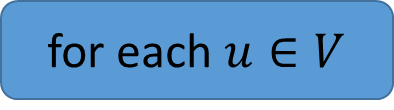 for each 𝑢 ∈ 𝑉